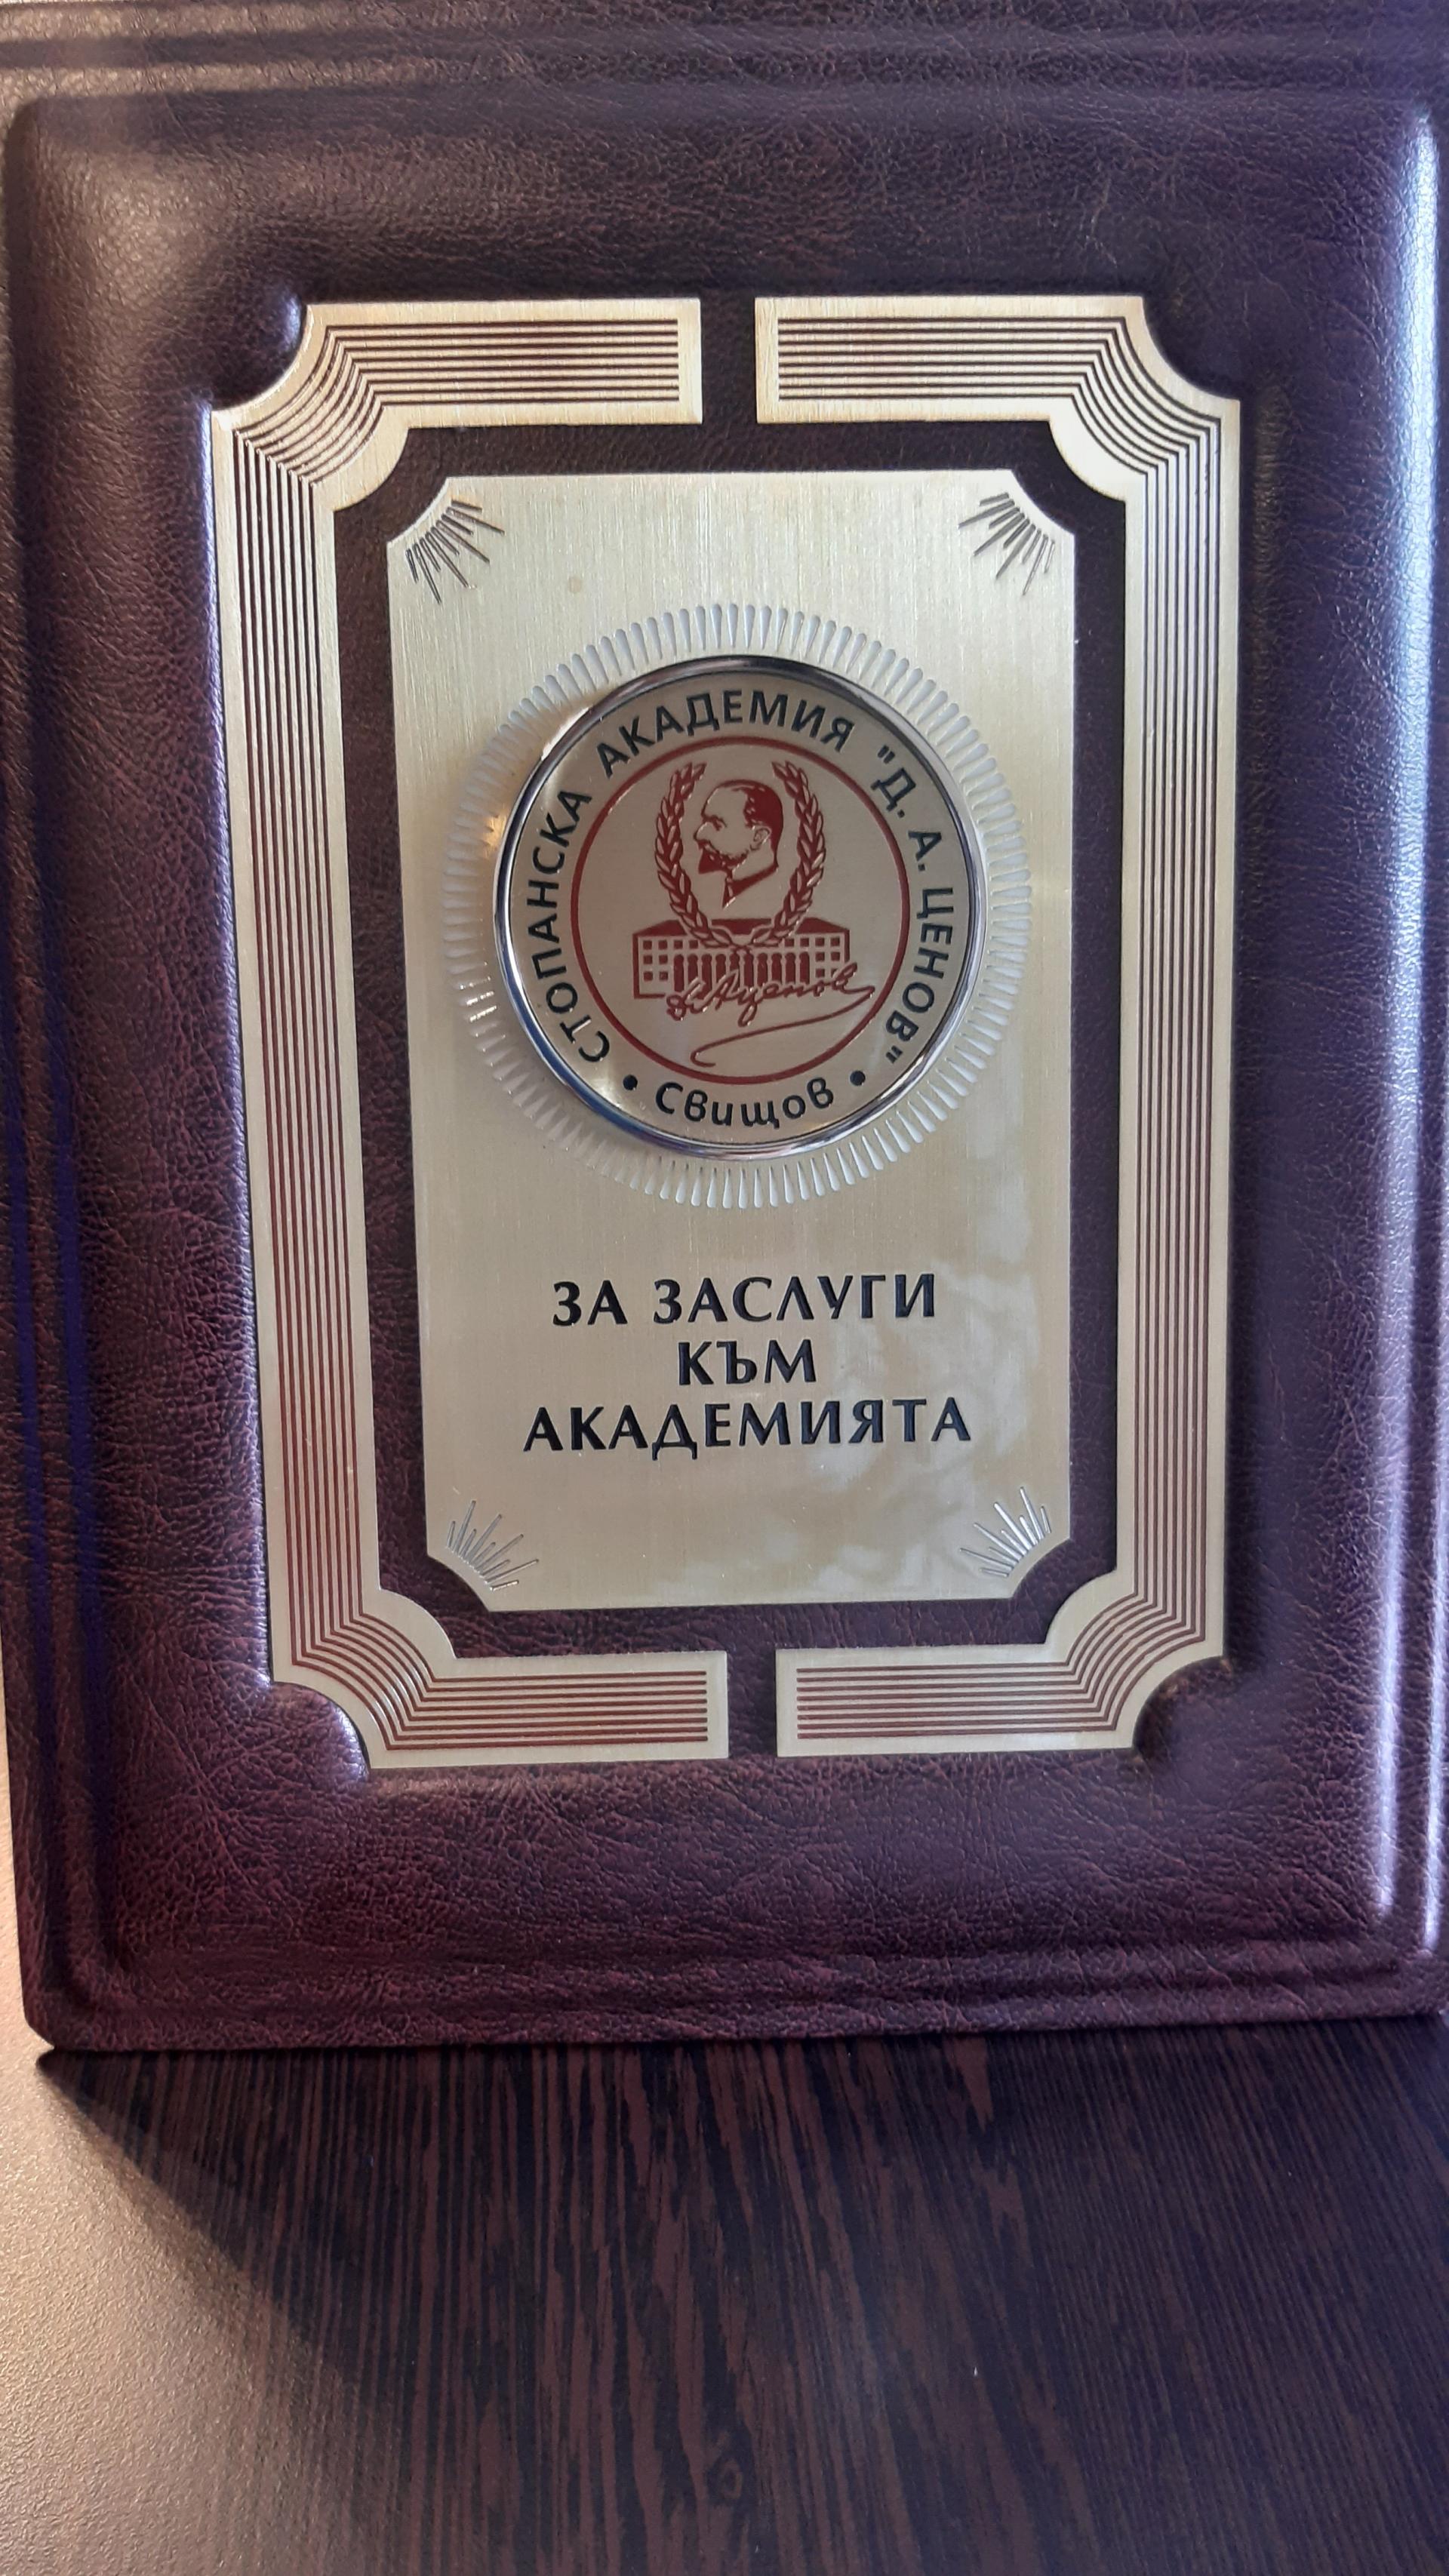 СТОПАНСКА АКАДЕМИЯ "Д. А. ЦЕНОВ"
• Свищов •
ЗА ЗАСЛУГИ
КЪМ
АКАДЕМИЯТА